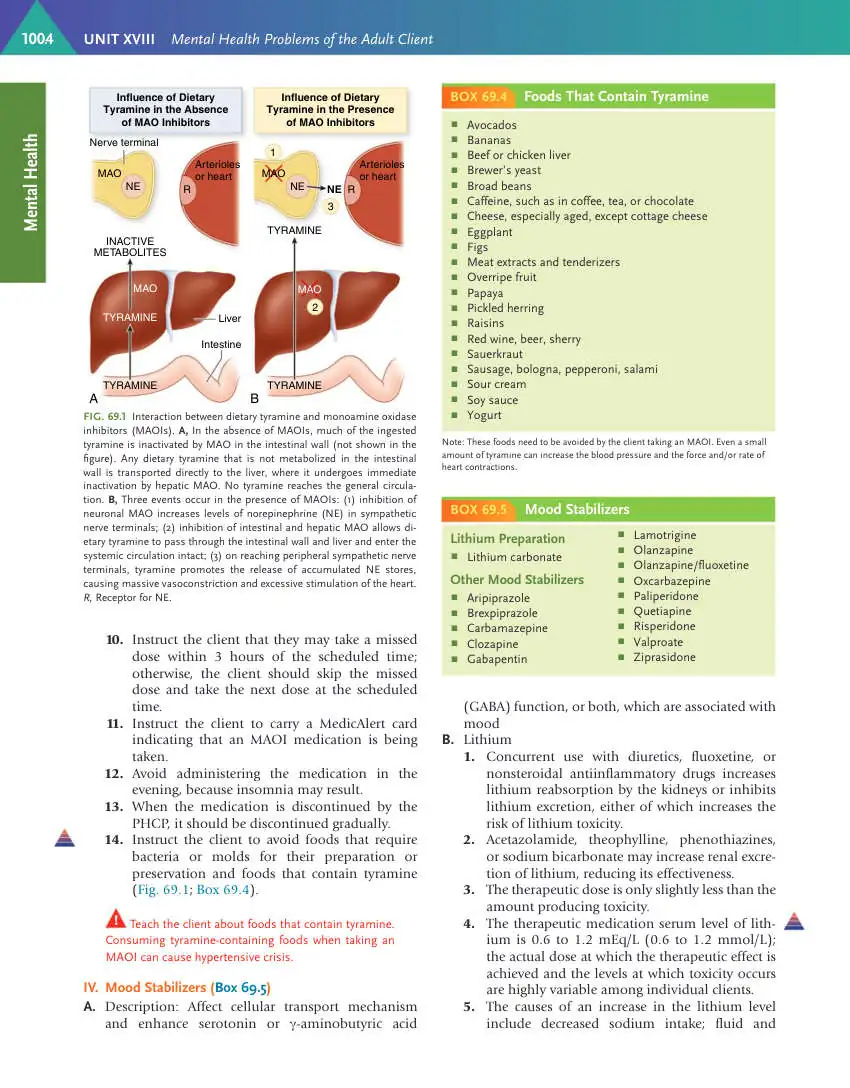 1004 UNIT XVIII Mental Health Problems of the Adult Client
Mental Health
Influence of Dietary
Tyramine in the Absence
of MAO Inhibitors
Nerve terminal
MAO
NE
Arterioles
or heart
R
INACTIVE
METABOLITES
MAO
TYRAMINE
Liver
Intestine
TYRAMINE
A
Influence of Dietary
Tyramine in the Presence
of MAO Inhibitors
1
MAO
NE
NE
R
Arterioles
or heart
3
TYRAMINE
MAO
2
TYRAMINE
B
FIG. 69.1 Interaction between dietary tyramine and monoamine oxidase
inhibitors (MAOIs). A, In the absence of MAOIs, much of the ingested
tyramine is inactivated by MAO in the intestinal wall (not shown in the
figure). Any dietary tyramine that is not metabolized in the intestinal
wall is transported directly to the liver, where it undergoes immediate
inactivation by hepatic MAO. No tyramine reaches the general circula-
tion. B, Three events occur in the presence of MAOIs: (1) inhibition of
neuronal MAO increases levels of norepinephrine (NE) in sympathetic
nerve terminals; (2) inhibition of intestinal and hepatic MAO allows di-
etary tyramine to pass through the intestinal wall and liver and enter the
systemic circulation intact; (3) on reaching peripheral sympathetic nerve
terminals, tyramine promotes the release of accumulated NE stores,
causing massive vasoconstriction and excessive stimulation of the heart.
R, Receptor for NE.
10. Instruct the client that they may take a missed
dose within 3 hours of the scheduled time;
otherwise, the client should skip the missed
dose and take the next dose at the scheduled
time.
11. Instruct the client to carry a MedicAlert card
indicating that an MAOI medication is being
taken.
12. Avoid administering the medication in the
evening, because insomnia may result.
13. When the medication is discontinued by the
PHCP, it should be discontinued gradually.
14. Instruct the client to avoid foods that require
bacteria or molds for their preparation or
preservation and foods that contain tyramine
(Fig. 69.1; Box 69.4).
Teach the client about foods that contain tyramine.
Consuming tyramine-containing foods when taking an
MAOI can cause hypertensive crisis.
IV. Mood Stabilizers (Box 69.5)
A. Description: Affect cellular transport mechanism
and enhance serotonin or γ-aminobutyric acid
BOX 69.4 Foods That Contain Tyramine
■ Avocados
■ Bananas
■ Beef or chicken liver
■ Brewer's yeast
■ Broad beans
■ Caffeine, such as in coffee, tea, or chocolate
■ Cheese, especially aged, except cottage cheese
■ Eggplant
■ Figs
■ Meat extracts and tenderizers
■ Overripe fruit
■ Papaya
■ Pickled herring
■ Raisins
■ Red wine, beer, sherry
■ Sauerkraut
■ Sausage, bologna, pepperoni, salami
■ Sour cream
■ Soy sauce
■ Yogurt
Note: These foods need to be avoided by the client taking an MAOI. Even a small
amount of tyramine can increase the blood pressure and the force and/or rate of
heart contractions.
BOX 69.5 Mood Stabilizers
Lithium Preparation
■ Lithium carbonate
Other Mood Stabilizers
■ Aripiprazole
■ Brexpiprazole
■ Carbamazepine
■ Clozapine
■ Gabapentin
■ Lamotrigine
■ Olanzapine
■ Olanzapine/fluoxetine
■ Oxcarbazepine
■ Paliperidone
■ Quetiapine
■ Risperidone
■ Valproate
■ Ziprasidone
(GABA) function, or both, which are associated with
mood
B. Lithium
1. Concurrent use with diuretics, fluoxetine, or
nonsteroidal antiinflammatory drugs increases
lithium reabsorption by the kidneys or inhibits
lithium excretion, either of which increases the
risk of lithium toxicity.
2. Acetazolamide, theophylline, phenothiazines,
or sodium bicarbonate may increase renal excre-
tion of lithium, reducing its effectiveness.
3. The therapeutic dose is only slightly less than the
amount producing toxicity.
4. The therapeutic medication serum level of lith-
ium is 0.6 to 1.2 mEq/L (0.6 to 1.2 mmol/L);
the actual dose at which the therapeutic effect is
achieved and the levels at which toxicity occurs
are highly variable among individual clients.
5. The causes of an increase in the lithium level
include decreased sodium intake; fluid and